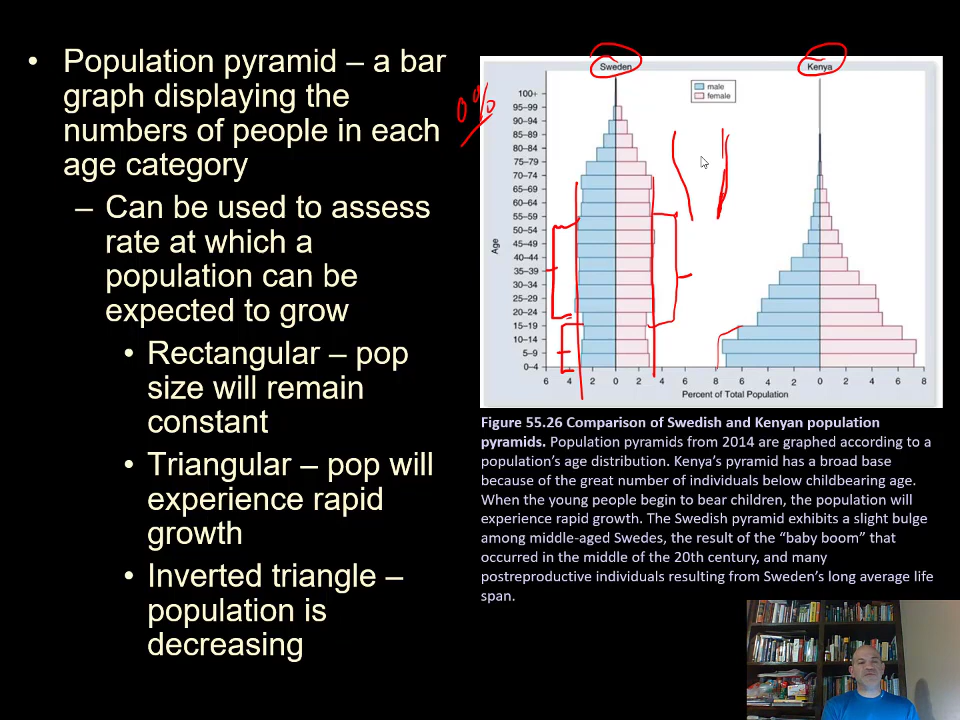 • Population pyramid – a bar
graph displaying the
numbers of people in each
age category
– Can be used to assess
rate at which a
population can be
expected to grow
• Rectangular – pop
size will remain
constant
• Triangular – pop will
experience rapid
growth
• Inverted triangle –
population is
decreasing
0%
Sweden
Kenya
male
female
100+
95–99
90–94
85–89
80–84
75–79
70–74
65–69
60–64
55–59
50–54
45–49
40–44
35–39
30–34
25–29
20–24
15–19
10–14
5–9
0–4
Age
6 4 2 0 2 4 6 8 6 4 2 0 2 4 6 8
Percent of Total Population
Figure 55.26 Comparison of Swedish and Kenyan population
pyramids. Population pyramids from 2014 are graphed according to a
population’s age distribution. Kenya’s pyramid has a broad base
because of the great number of individuals below childbearing age.
When the young people begin to bear children, the population will
experience rapid growth. The Swedish pyramid exhibits a slight bulge
among middle-aged Swedes, the result of the “baby boom” that
occurred in the middle of the 20th century, and many
postreproductive individuals resulting from Sweden’s long average life
span.